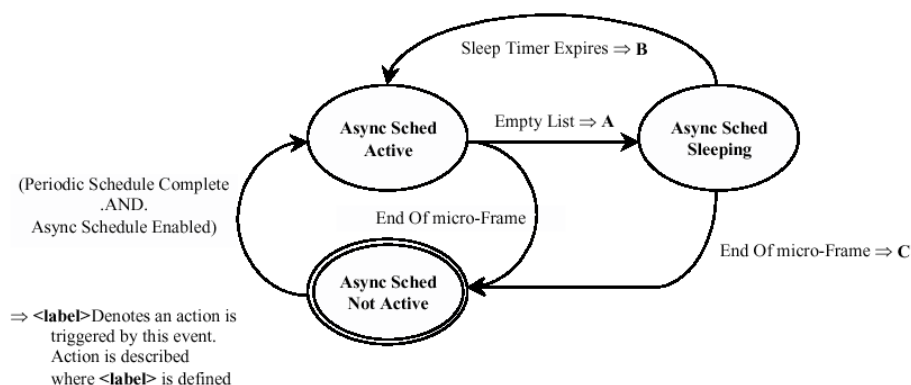 Sleep Timer Expires ⇒ B
Async Sched
Active
Empty List ⇒ A
Async Sched
Sleeping
(Periodic Schedule Complete
.AND.
Async Schedule Enabled)
End Of micro-Frame
End Of micro-Frame ⇒ C
Async Sched
Not Active
⇒ <label>Denotes an action is
triggered by this event.
Action is described
where <label> is defined